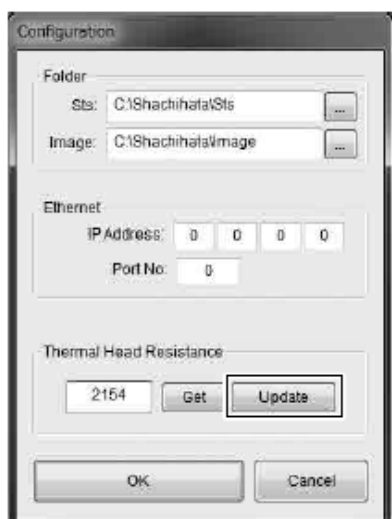 Configuration
Folder
Sts: C:\Shachihata\Sts ...
Image: C:\Shachihata\Image ...
Ethernet
IP Address: 0 0 0 0
Port No: 0
Thermal Head Resistance
2154 Get Update
OK Cancel